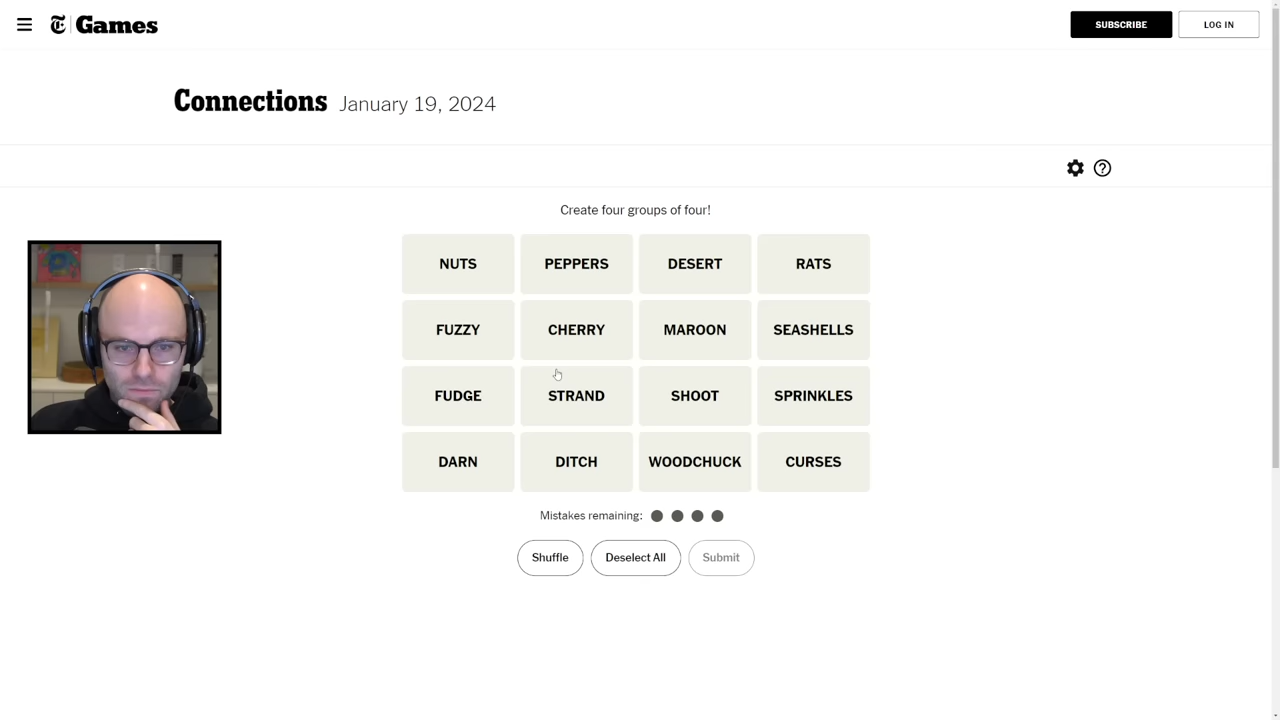 Games
SUBSCRIBE
LOG IN
Connections January 19, 2024
Create four groups of four!
NUTS PEPPERS DESERT RATS
FUZZY CHERRY MAROON SEASHELLS
FUDGE STRAND SHOOT SPRINKLES
DARN DITCH WOODCHUCK CURSES
Mistakes remaining:
Shuffle Deselect All Submit